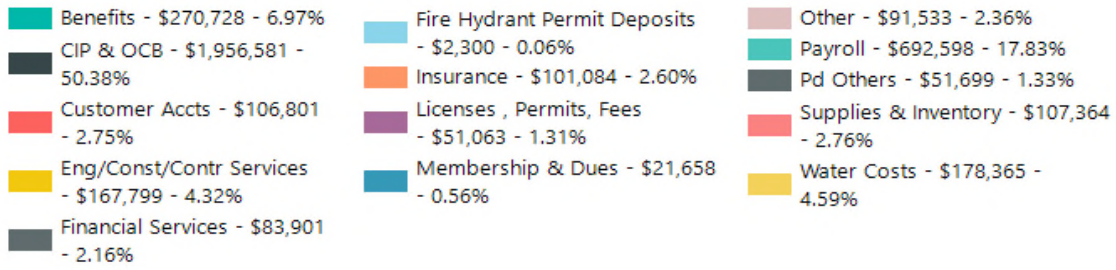 Benefits - $270,728 - 6.97%
CIP & OCB - $1,956,581 -
50.38%
Customer Accts - $106,801
- 2.75%
Eng/Const/Contr Services
- $167,799 - 4.32%
Financial Services - $83,901
- 2.16%
Fire Hydrant Permit Deposits
- $2,300 - 0.06%
Insurance - $101,084 - 2.60%
Licenses , Permits, Fees
- $51,063 - 1.31%
Membership & Dues - $21,658
- 0.56%
Other - $91,533 - 2.36%
Payroll - $692,598 - 17.83%
Pd Others - $51,699 - 1.33%
Supplies & Inventory - $107,364
- 2.76%
Water Costs - $178,365 -
4.59%